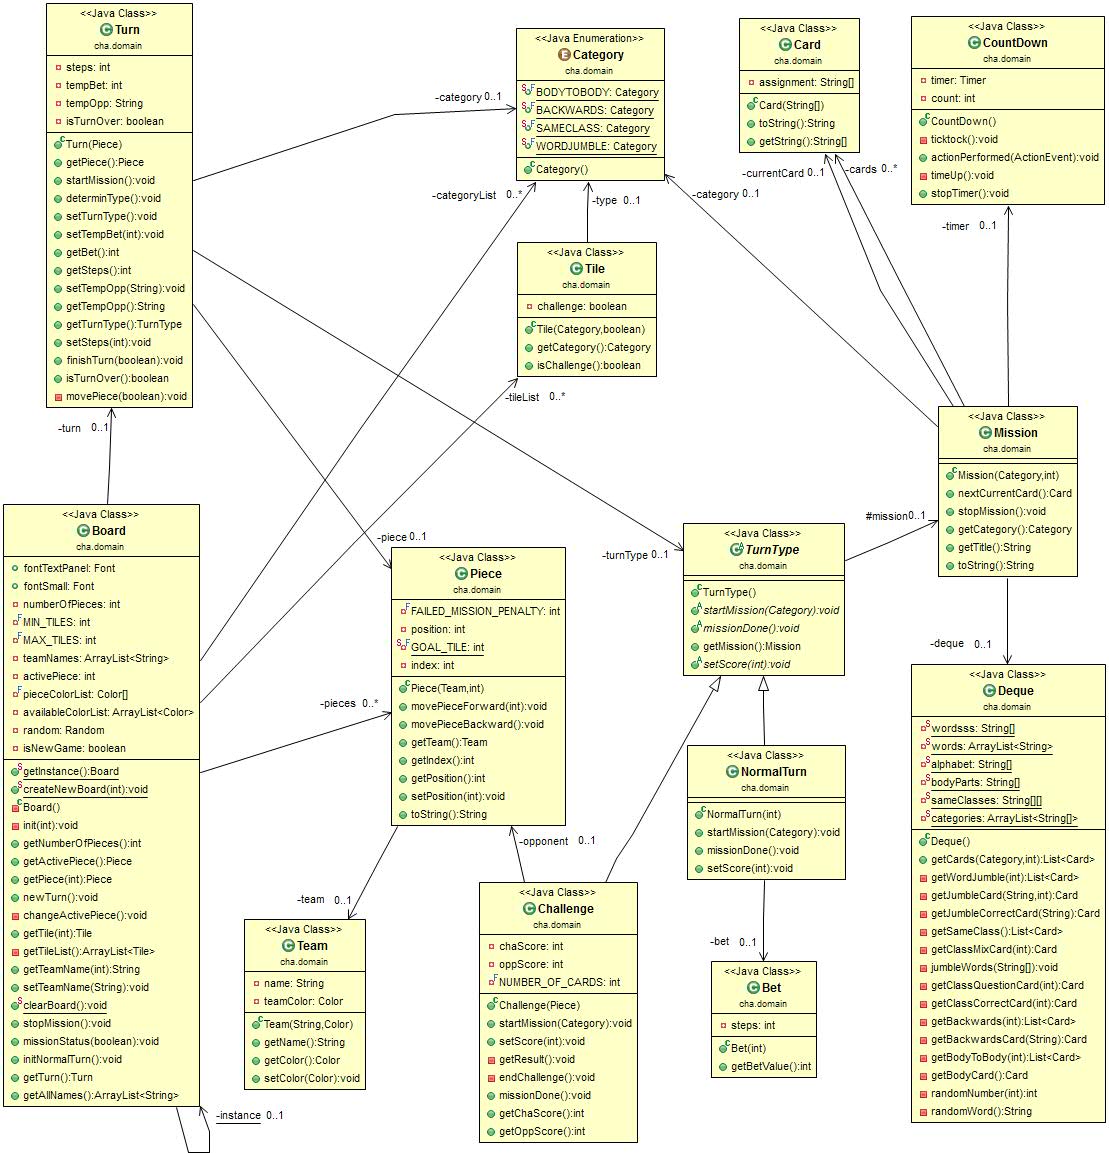 <<Java Class>>
Turn
cha.domain
steps: int
tempBet: int
tempOpp: String
isTurnOver: boolean
Turn(Piece)
getPiece():Piece
startMission():void
determinType():void
setTurnType():void
setTempBet(int):void
getBet():int
getSteps():int
setTempOpp(String):void
getTempOpp():String
getTurnType():TurnType
setSteps(int):void
finishTurn(boolean):void
isTurnOver():boolean
movePiece(boolean):void
-category 0..1
<<Java Enumeration>>
Category
cha.domain
BODYTOBODY: Category
BACKWARDS: Category
SAMECLASS: Category
WORDJUMBLE: Category
Category()
<<Java Class>>
Card
cha.domain
assignment: String[]
Card(String[])
toString():String
getString():String[]
<<Java Class>>
CountDown
cha.domain
timer: Timer
count: int
CountDown()
ticktock():void
actionPerformed(ActionEvent):void
timeUp():void
stopTimer():void
-currentCard 0..1
-cards 0..*
-categoryList 0..*
-type 0..1
-category 0..1
-timer 0..1
<<Java Class>>
Tile
cha.domain
challenge: boolean
Tile(Category,boolean)
getCategory():Category
isChallenge():boolean
-tileList 0..*
-turn 0..1
<<Java Class>>
Mission
cha.domain
Mission(Category,int)
nextCurrentCard():Card
stopMission():void
getCategory():Category
getTitle():String
toString():String
#mission 0..1
<<Java Class>>
Board
cha.domain
fontTextPanel: Font
fontSmall: Font
numberOfPieces: int
MIN_TILES: int
MAX_TILES: int
teamNames: ArrayList<String>
activePiece: int
pieceColorList: Color[]
availableColorList: ArrayList<Color>
random: Random
isNewGame: boolean
getInstance():Board
createNewBoard(int):void
Board()
init(int):void
getNumberOfPieces():int
getActivePiece():Piece
getPiece(int):Piece
newTurn():void
changeActivePiece():void
getTile(int):Tile
getTileList():ArrayList<Tile>
getTeamName(int):String
setTeamName(String):void
clearBoard():void
stopMission():void
missionStatus(boolean):void
initNormalTurn():void
getTurn():Turn
getAllNames():ArrayList<String>
-instance 0..1
-piece 0..1
-turnType 0..1
-pieces 0..*
<<Java Class>>
Piece
cha.domain
FAILED_MISSION_PENALTY: int
position: int
GOAL_TILE: int
index: int
Piece(Team,int)
movePieceForward(int):void
movePieceBackward():void
getTeam():Team
getIndex():int
getPosition():int
setPosition(int):void
toString():String
<<Java Class>>
TurnType
cha.domain
TurnType()
startMission(Category):void
missionDone():void
getMission():Mission
setScore(int):void
-deque 0..1
<<Java Class>>
Deque
cha.domain
wordsss: String[]
words: ArrayList<String>
alphabet: String[]
bodyParts: String[]
sameClasses: String[][]
categories: ArrayList<String[]>
Deque()
getCards(Category,int):List<Card>
getWordJumble(int):List<Card>
getJumbleCard(String,int):Card
getJumbleCorrectCard(String):Card
getSameClass():List<Card>
getClassMixCard(int):Card
jumbleWords(String[]):void
getClassQuestionCard(int):Card
getClassCorrectCard(int):Card
getBackwards(int):List<Card>
getBackwardsCard(String):Card
getBodyToBody(int):List<Card>
getBodyCard():Card
randomNumber(int):int
randomWord():String
<<Java Class>>
NormalTurn
cha.domain
NormalTurn(int)
startMission(Category):void
missionDone():void
setScore(int):void
-opponent 0..1
-team 0..1
<<Java Class>>
Team
cha.domain
name: String
teamColor: Color
Team(String,Color)
getName():String
getColor():Color
setColor(Color):void
<<Java Class>>
Challenge
cha.domain
chaScore: int
oppScore: int
NUMBER_OF_CARDS: int
Challenge(Piece)
startMission(Category):void
setScore(int):void
getResult():void
endChallenge():void
missionDone():void
getChaScore():int
getOppScore():int
-bet 0..1
<<Java Class>>
Bet
cha.domain
steps: int
Bet(int)
getBetValue():int